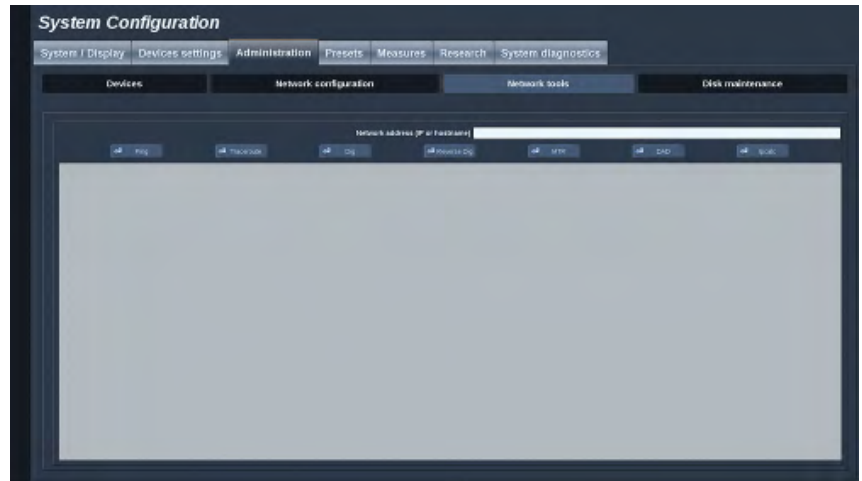 System Configuration
System / Display Devices settings Administration Presets Measures Research System diagnostics
Devices Network configuration Network tools Disk maintenance
Network address (IP or hostname)
Ping Traceroute Dig Reverse Dig MTR